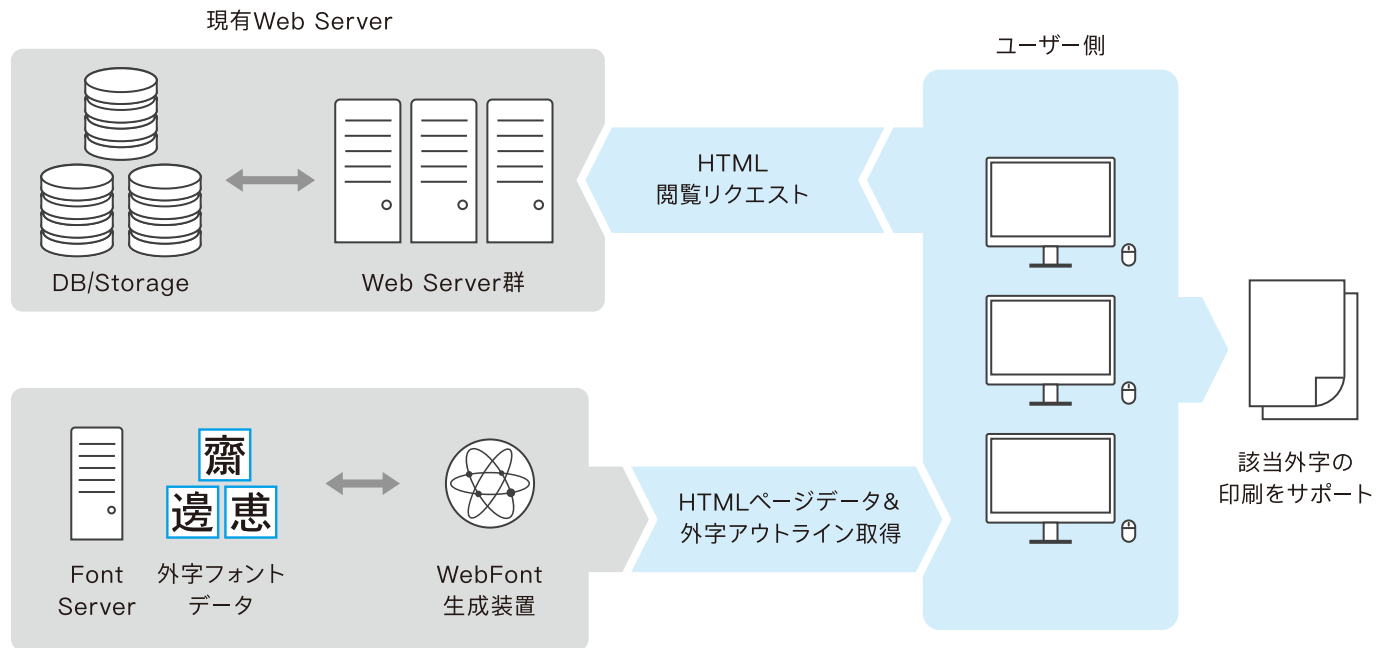 現有Web Server
ユーザー側
HTML
閲覧リクエスト
DB/Storage
Web Server群
齋
邊恵
Font
Server
外字フォント
データ
WebFont
生成装置
HTMLページデータ&
外字アウトライン取得
該当外字の
印刷をサポート